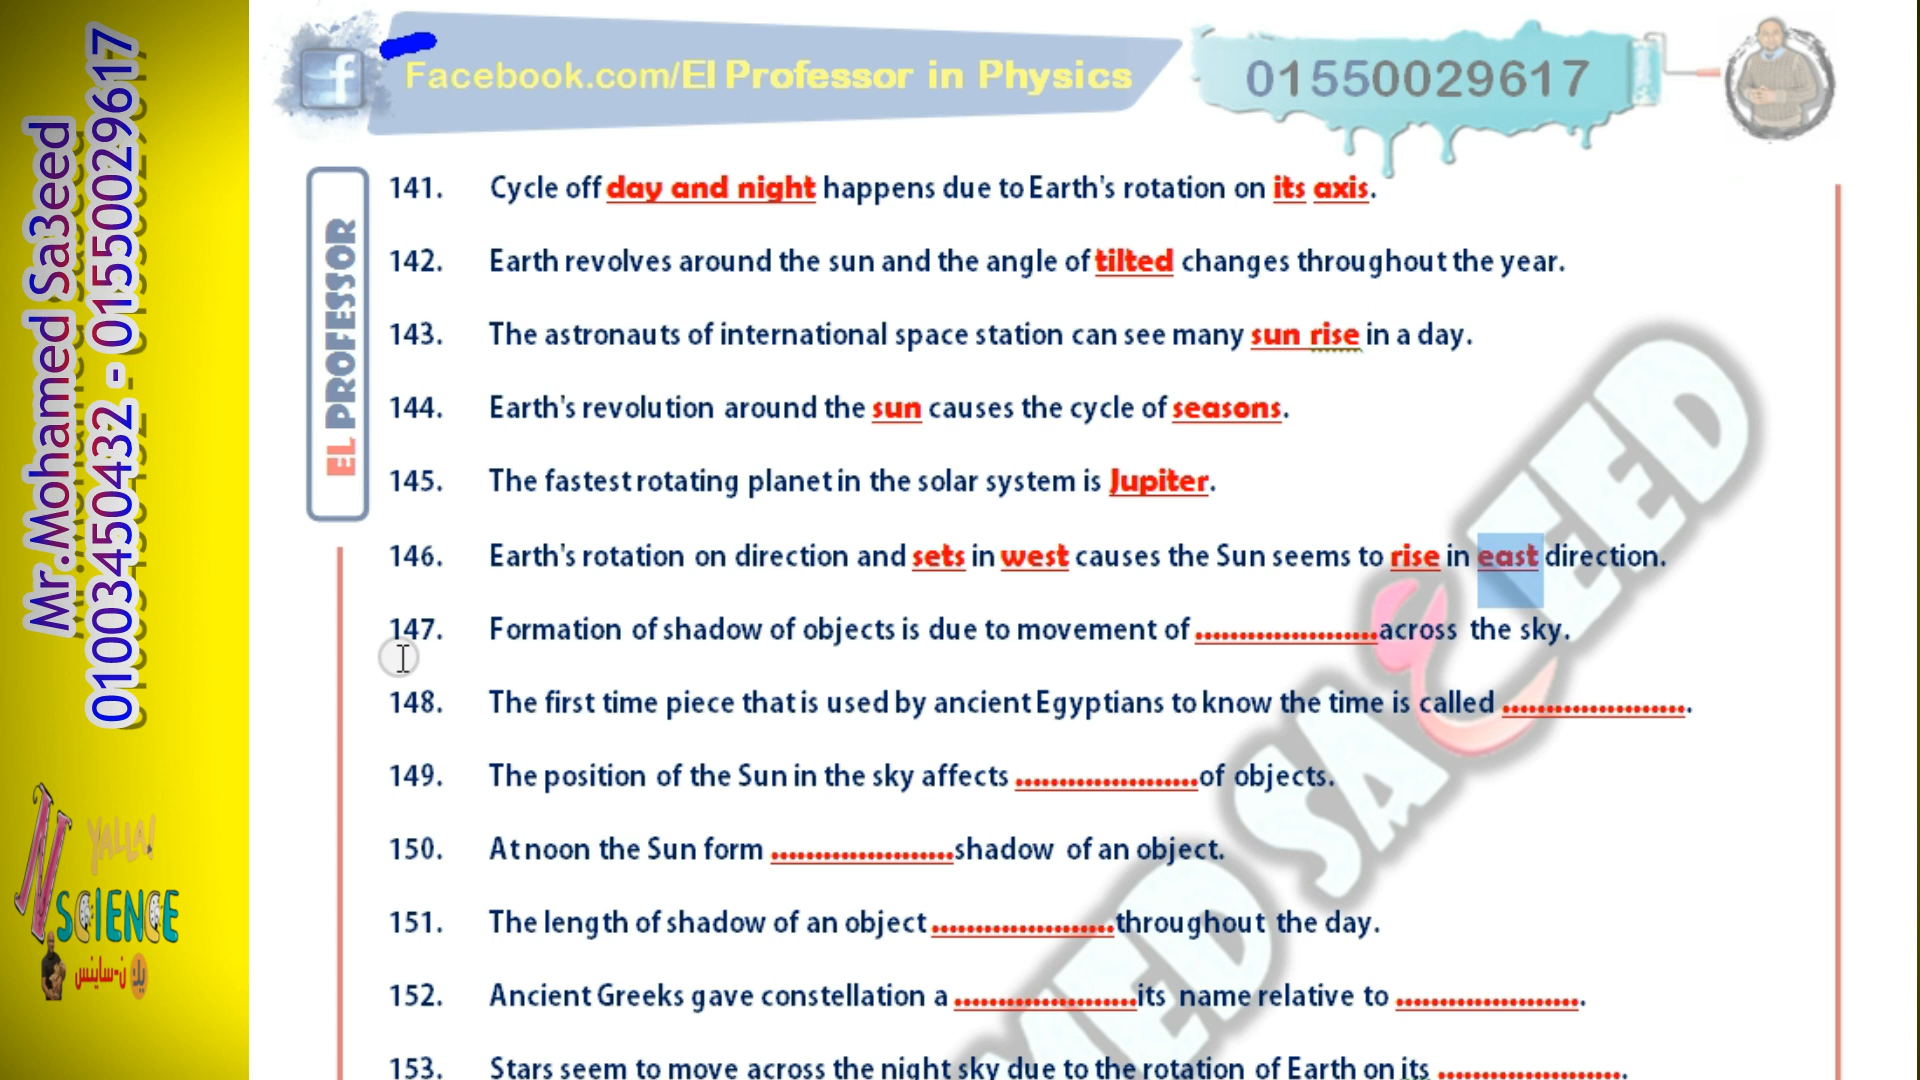 Mr.Mohamed Sa3eed
01003450432 - 01550029617
YALLA!
N
SCIENCE
يلا ن-ساينس
f
Facebook.com/El Professor in Physics
01550029617
EL PROFESSOR
141. Cycle off day and night happens due to Earth's rotation on its axis.
142. Earth revolves around the sun and the angle of tilted changes throughout the year.
143. The astronauts of international space station can see many sun rise in a day.
144. Earth's revolution around the sun causes the cycle of seasons.
145. The fastest rotating planet in the solar system is Jupiter.
146. Earth's rotation on direction and sets in west causes the Sun seems to rise in east direction.
147. Formation of shadow of objects is due to movement of .....................across the sky.
148. The first time piece that is used by ancient Egyptians to know the time is called .....................
149. The position of the Sun in the sky affects .....................of objects.
150. At noon the Sun form .....................shadow of an object.
151. The length of shadow of an object .....................throughout the day.
152. Ancient Greeks gave constellation a .....................its name relative to .....................
153. Stars seem to move across the night sky due to the rotation of Earth on its .....................
MED SAEED